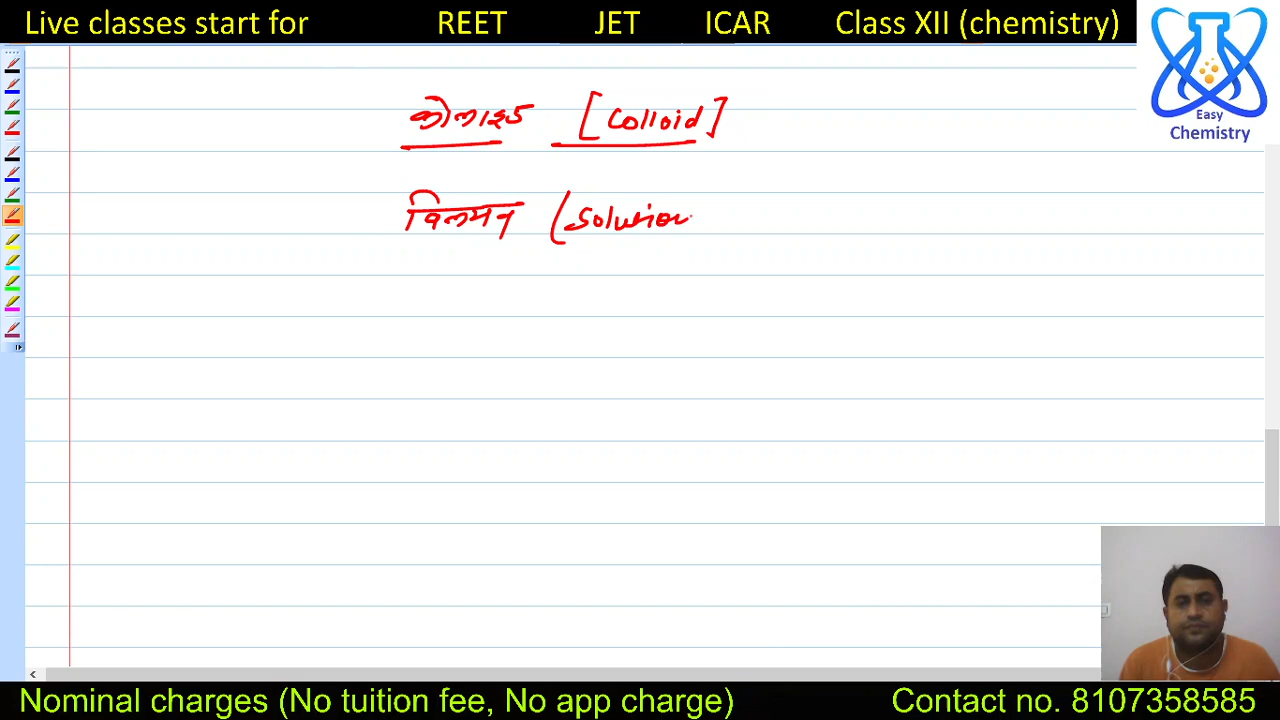 Live classes start for REET JET ICAR Class XII (chemistry)
Easy
Chemistry
कोलाइड [Colloid]
विलयन (Solution
Nominal charges (No tuition fee, No app charge) Contact no. 8107358585